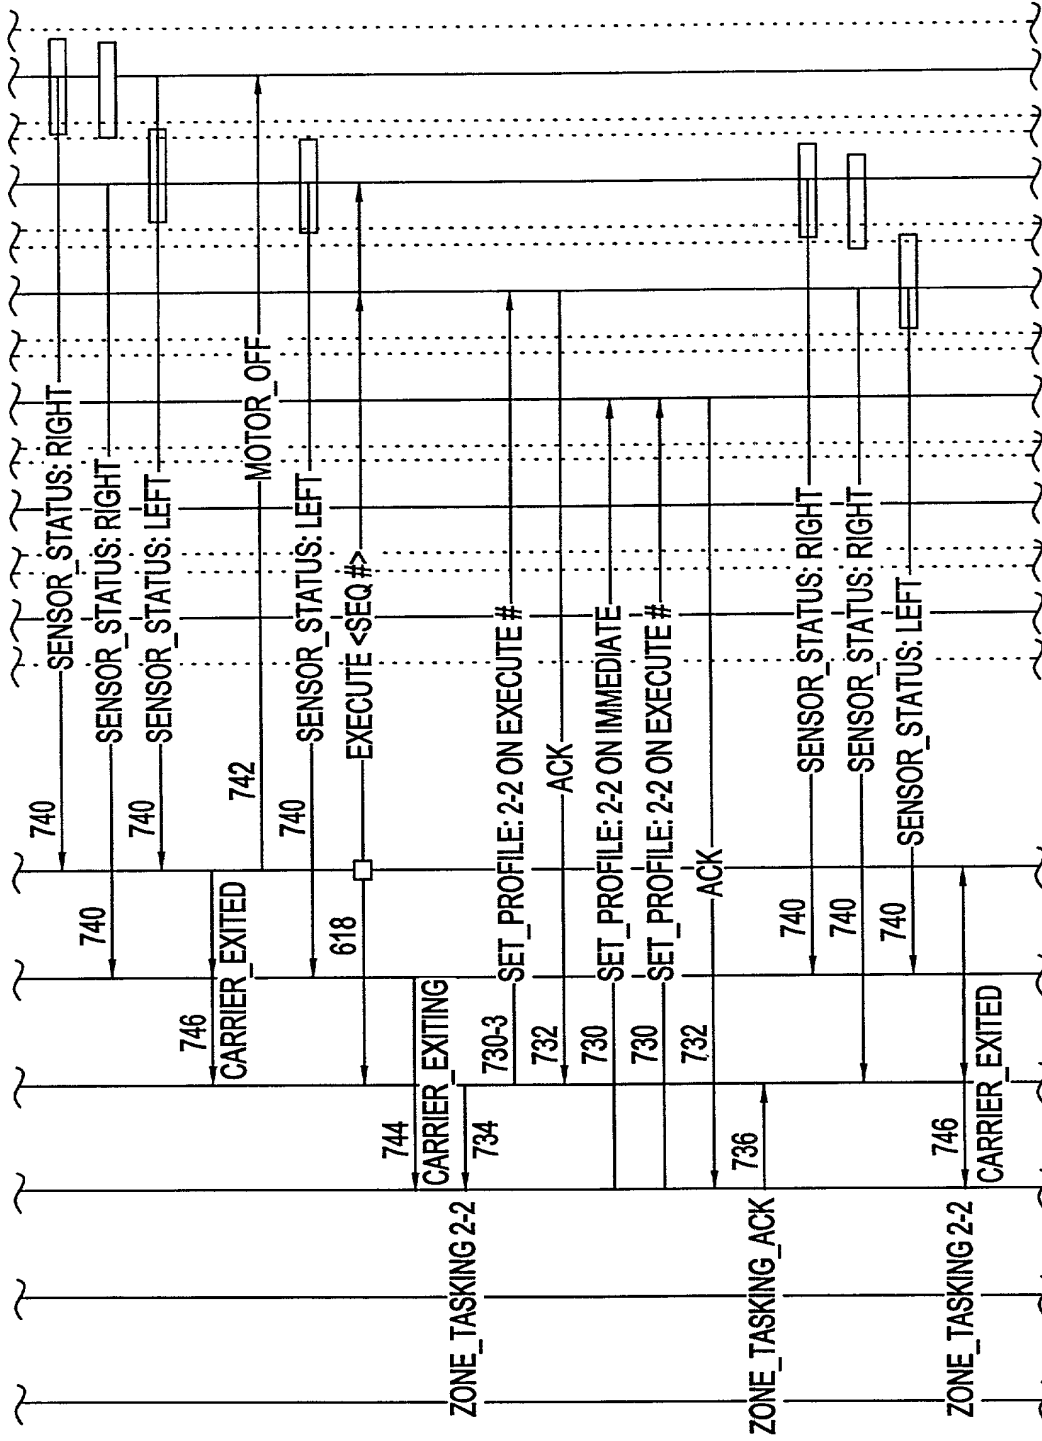 740
SENSOR_STATUS: RIGHT
740
SENSOR_STATUS: RIGHT
740
SENSOR_STATUS: LEFT
746
CARRIER_EXITED
742
MOTOR_OFF
740
SENSOR_STATUS: LEFT
618
EXECUTE <SEQ #>
744
CARRIER_EXITING
734
ZONE_TASKING 2-2
730-3
SET_PROFILE: 2-2 ON EXECUTE #
732
ACK
730
SET_PROFILE: 2-2 ON IMMEDIATE
730
SET_PROFILE: 2-2 ON EXECUTE #
732
ACK
736
ZONE_TASKING_ACK
740
SENSOR_STATUS: RIGHT
740
SENSOR_STATUS: RIGHT
740
SENSOR_STATUS: LEFT
746
ZONE_TASKING 2-2
CARRIER_EXITED